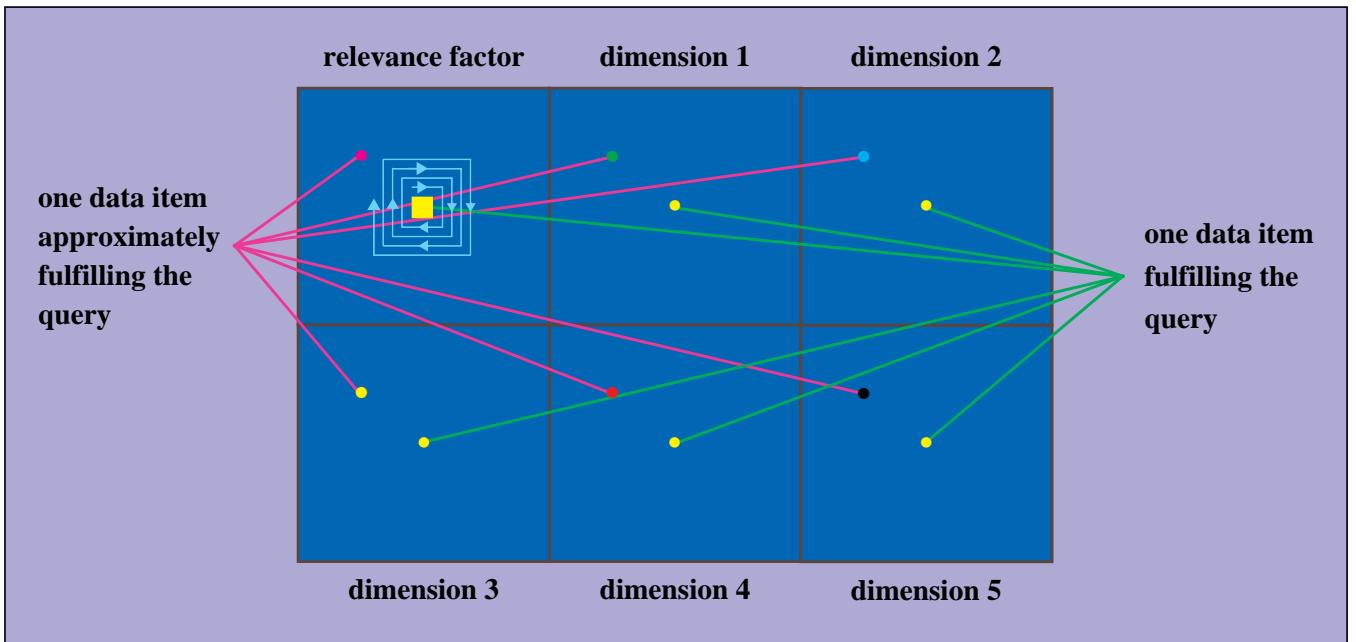 relevance factor
dimension 1
dimension 2
one data item
approximately
fulfilling the
query
one data item
fulfilling the
query
dimension 3
dimension 4
dimension 5